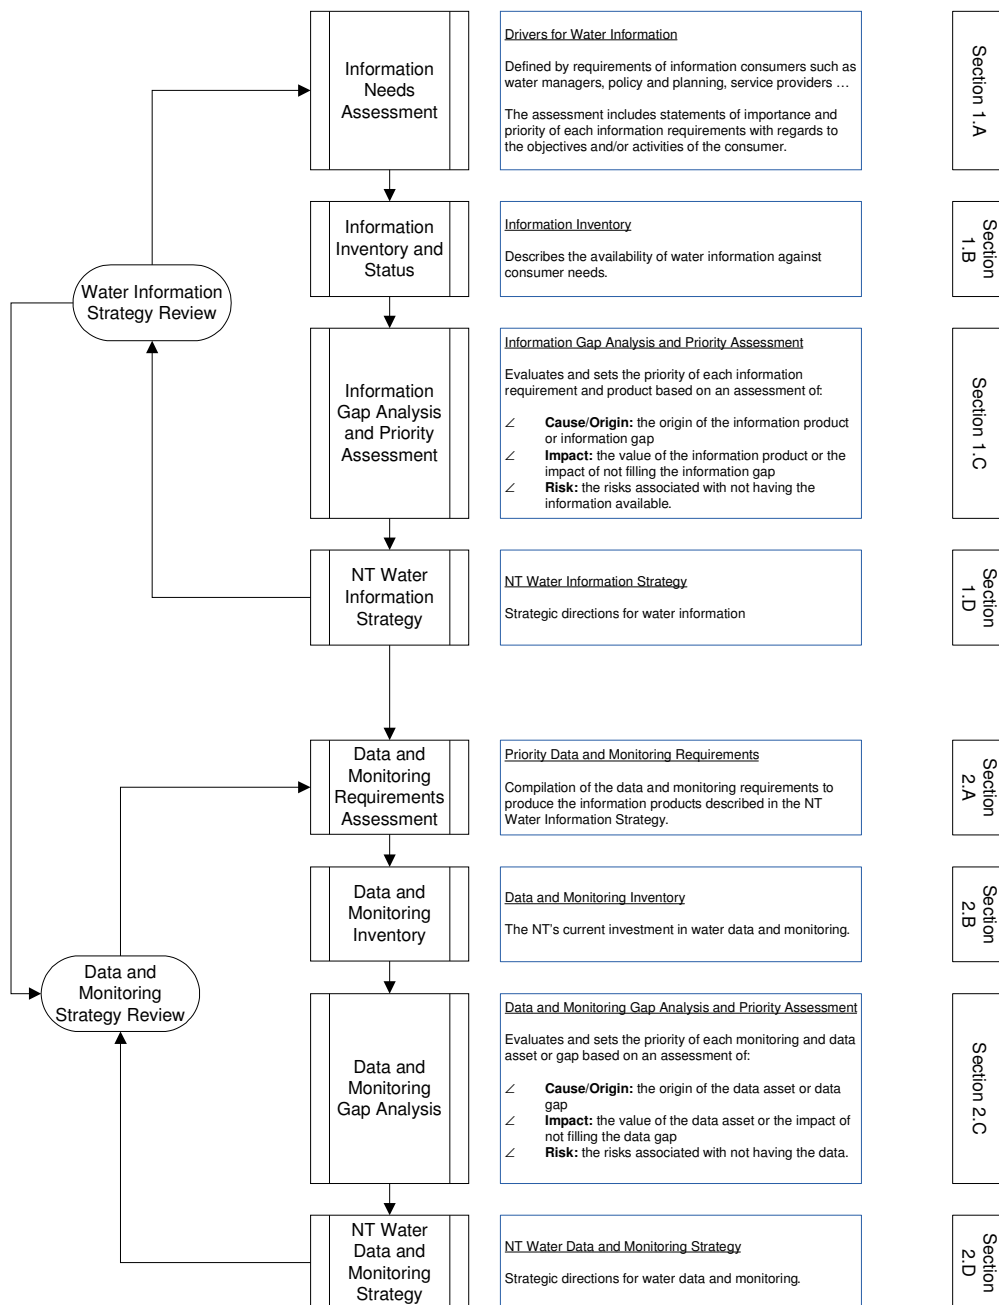 Information
Needs
Assessment
Drivers for Water Information
Defined by requirements of information consumers such as
water managers, policy and planning, service providers …
The assessment includes statements of importance and
priority of each information requirements with regards to
the objectives and/or activities of the consumer.
Section 1.A
Information
Inventory and
Status
Information Inventory
Describes the availability of water information against
consumer needs.
Section
1.B
Water Information
Strategy Review
Information
Gap Analysis
and Priority
Assessment
Information Gap Analysis and Priority Assessment
Evaluates and sets the priority of each information
requirement and product based on an assessment of:
∠ Cause/Origin: the origin of the information product
or information gap
∠ Impact: the value of the information product or the
impact of not filling the information gap
∠ Risk: the risks associated with not having the
information available.
Section 1.C
NT Water
Information
Strategy
NT Water Information Strategy
Strategic directions for water information
Section
1.D
Data and
Monitoring
Requirements
Assessment
Priority Data and Monitoring Requirements
Compilation of the data and monitoring requirements to
produce the information products described in the NT
Water Information Strategy.
Section
2.A
Data and
Monitoring
Inventory
Data and Monitoring Inventory
The NT's current investment in water data and monitoring.
Section
2.B
Data and
Monitoring
Strategy Review
Data and
Monitoring
Gap Analysis
Data and Monitoring Gap Analysis and Priority Assessment
Evaluates and sets the priority of each monitoring and data
asset or gap based on an assessment of:
∠ Cause/Origin: the origin of the data asset or data
gap
∠ Impact: the value of the data asset or the impact of
not filling the data gap
∠ Risk: the risks associated with not having the data.
Section 2.C
NT Water
Data and
Monitoring
Strategy
NT Water Data and Monitoring Strategy
Strategic directions for water data and monitoring.
Section
2.D